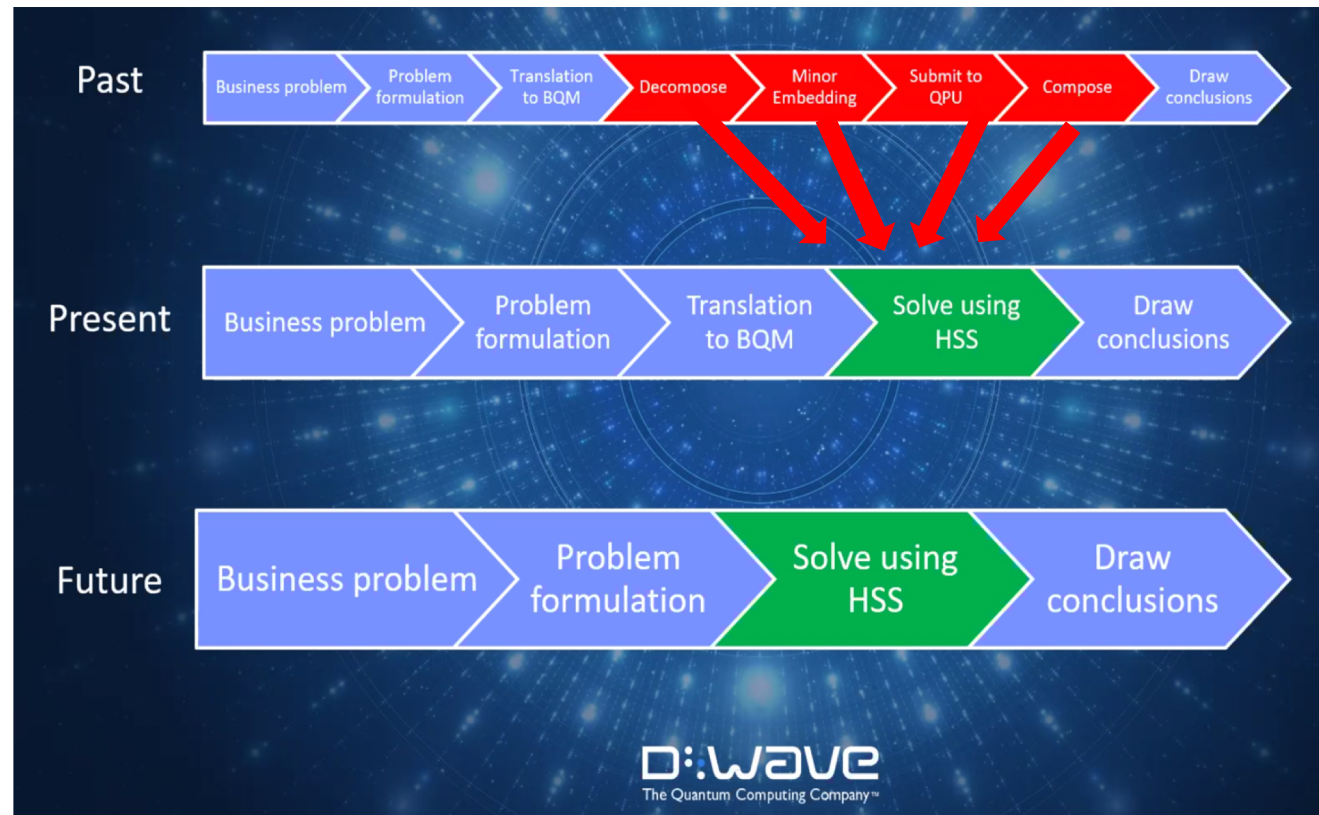 Past
Business problem
Problem
formulation
Translation
to BQM
Decompose
Minor
Embedding
Submit to
QPU
Compose
Draw
conclusions
Present
Business problem
Problem
formulation
Translation
to BQM
Solve using
HSS
Draw
conclusions
Future
Business problem
Problem
formulation
Solve using
HSS
Draw
conclusions
D:Wave
The Quantum Computing Company™